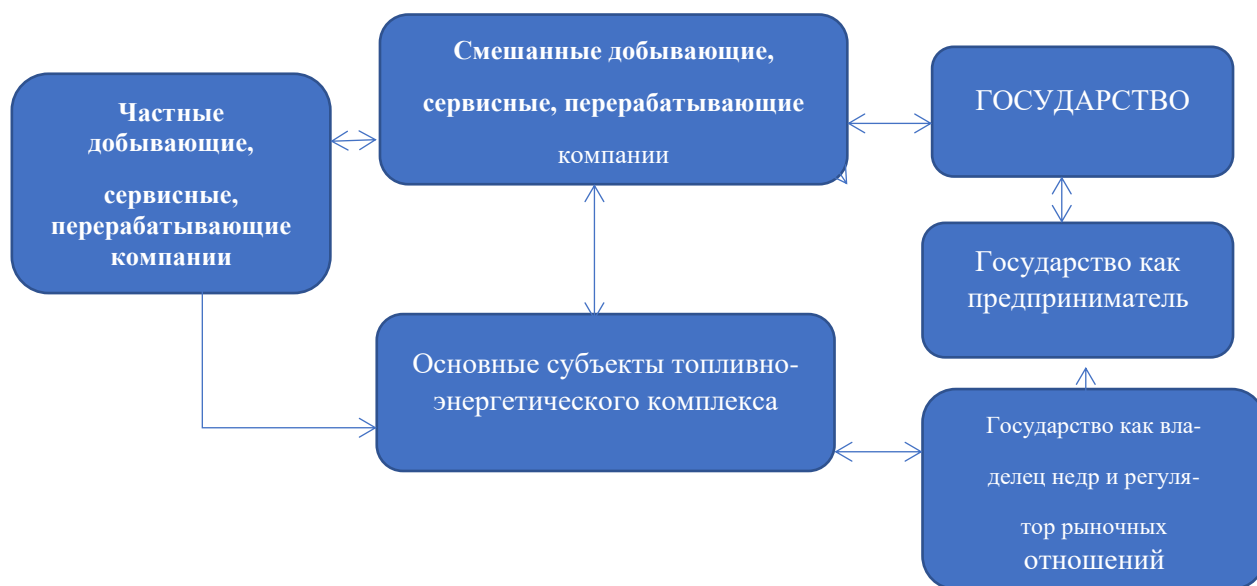 Частные
добывающие,
сервисные,
перерабатывающие
компании
Смешанные добывающие,
сервисные, перерабатывающие
компании
ГОСУДАРСТВО
Государство как
предприниматель
Основные субъекты топливно-
энергетического комплекса
Государство как вла-
делец недр и регуля-
тор рыночных
отношений